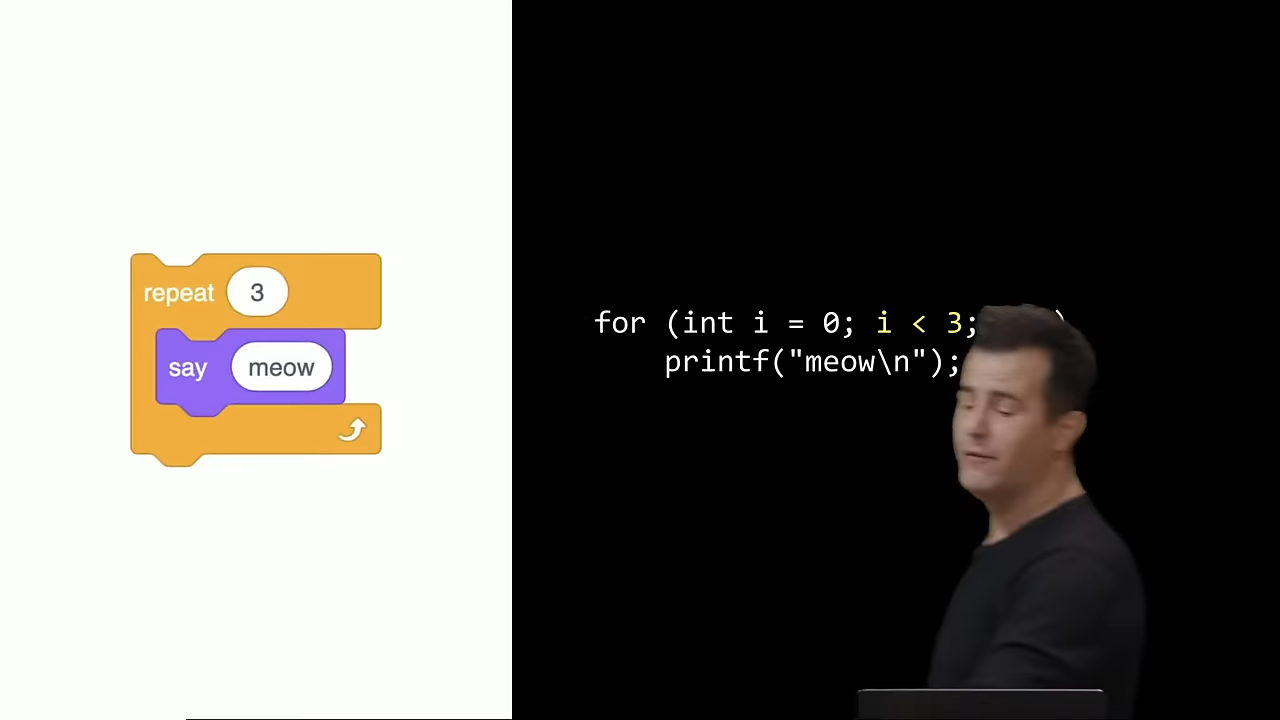 repeat 3
say meow
for (int i = 0; i < 3; )
printf("meow\n");